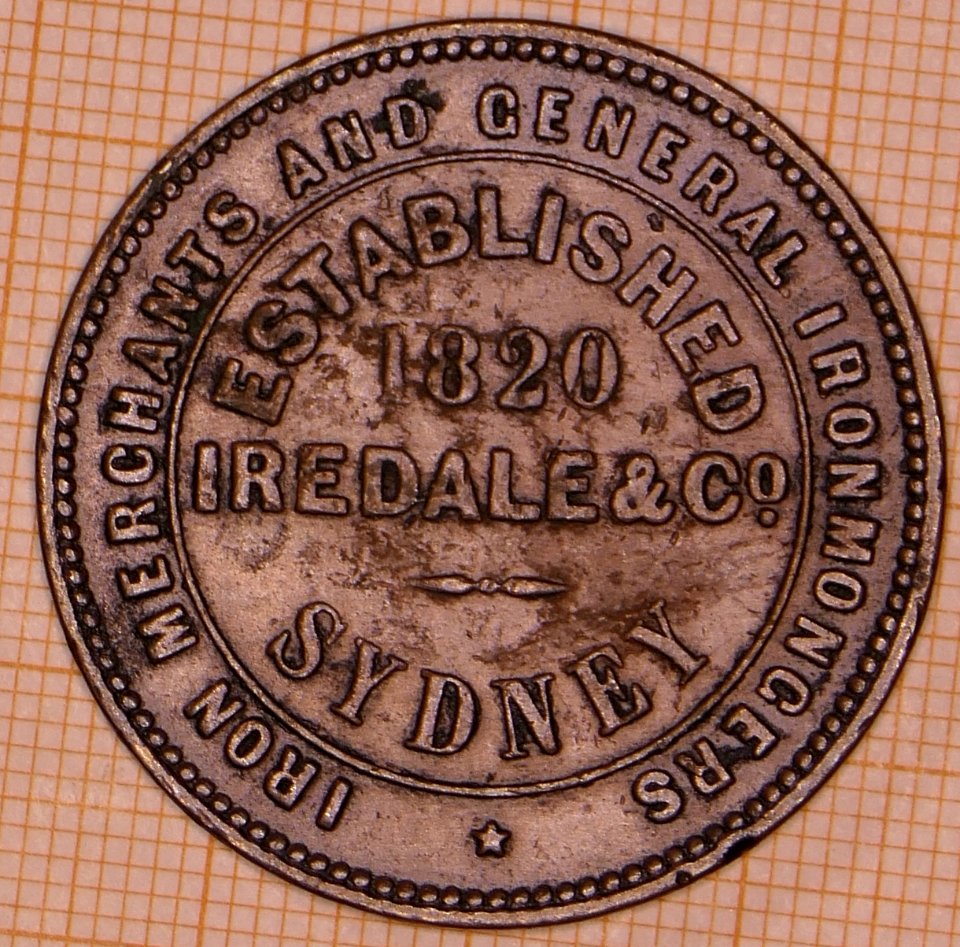 IRON MERCHANTS AND GENERAL IRONMONGERS
ESTABLISHED
1820
IREDALE & Co.
SYDNEY